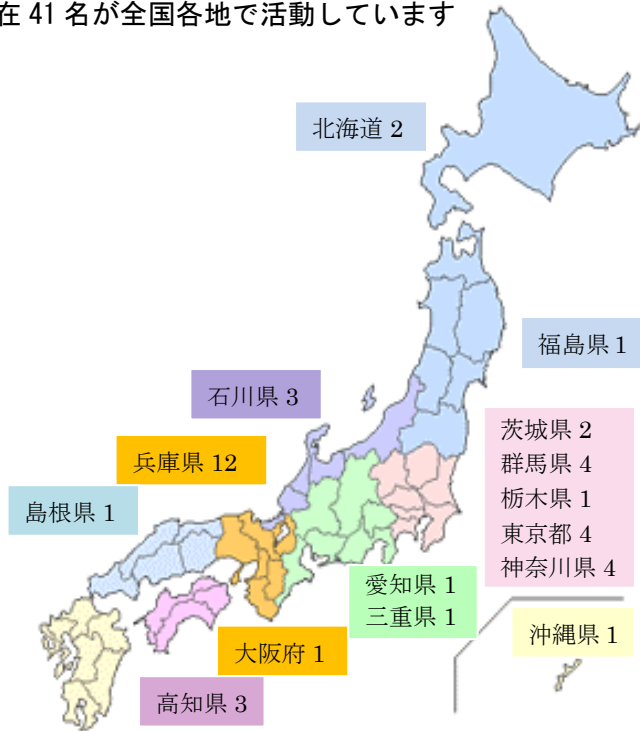 在 41 名が全国各地で活動しています
北海道 2
福島県 1
石川県 3
兵庫県 12
島根県 1
茨城県 2
群馬県 4
栃木県 1
東京都 4
神奈川県 4
愛知県 1
三重県 1
沖縄県 1
大阪府 1
高知県 3